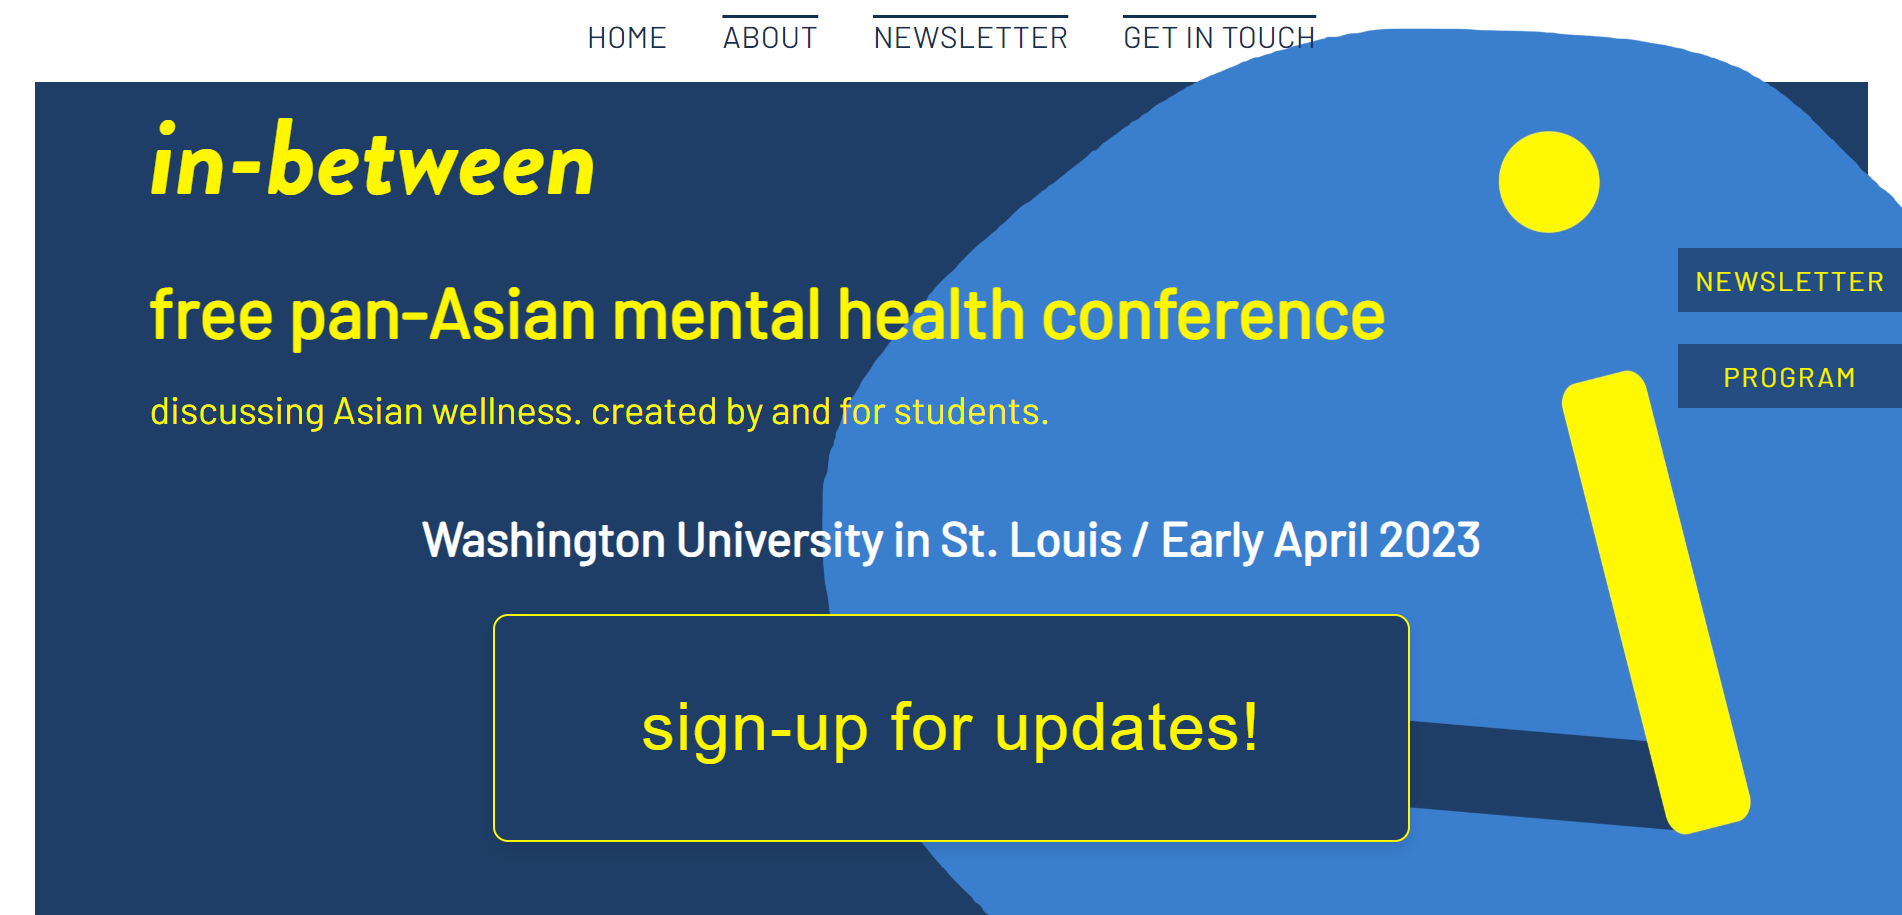 HOME ABOUT NEWSLETTER GET IN TOUCH
in-between
NEWSLETTER
free pan-Asian mental health conference
PROGRAM
discussing Asian wellness. created by and for students.
Washington University in St. Louis / Early April 2023
sign-up for updates!